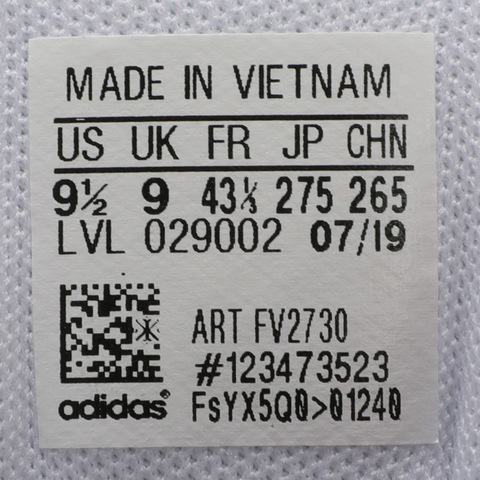 MADE IN VIETNAM
US UK FR JP CHN
9½ 9 43⅓ 275 265
LVL 029002 07/19
ART FV2730
#123473523
adidas FsYX5Q0>01240